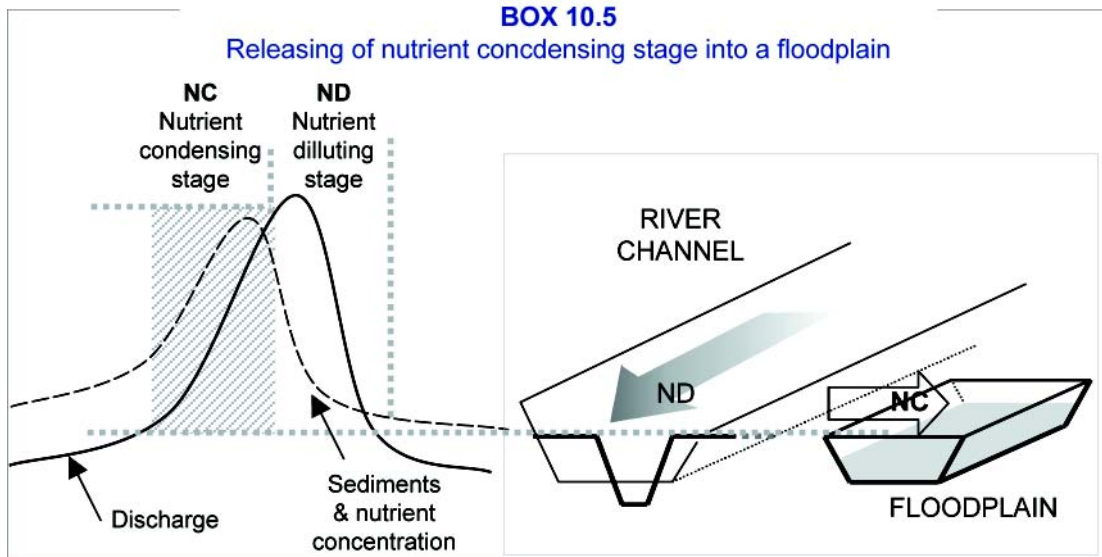 BOX 10.5
Releasing of nutrient concdensing stage into a floodplain
NC
Nutrient
condensing
stage
ND
Nutrient
dilluting
stage
RIVER
CHANNEL
ND
NC
FLOODPLAIN
Discharge
Sediments
& nutrient
concentration